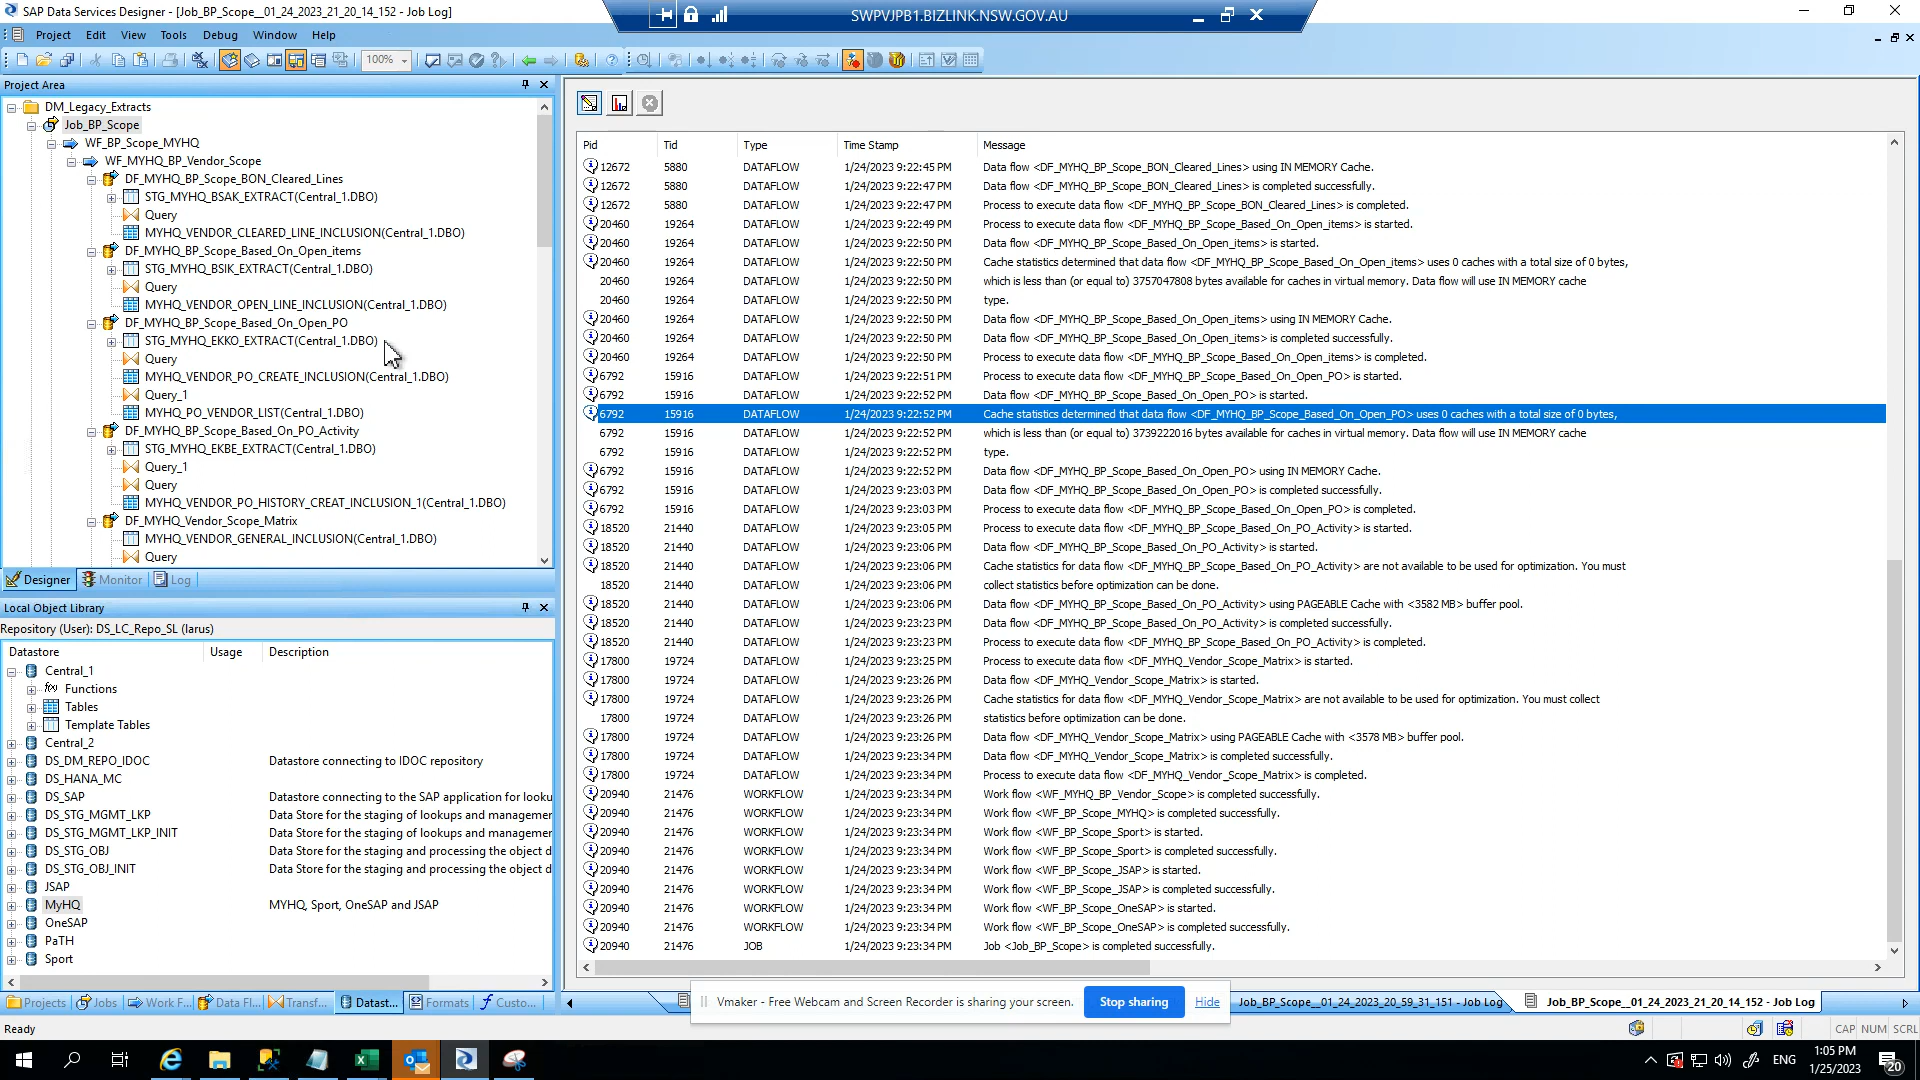 SAP Data Services Designer - [Job_BP_Scope__01_24_2023_21_20_14_152 - Job Log]
SWPVJPB1.BIZLINK.NSW.GOV.AU
Project Edit View Tools Debug Window Help
100%
Project Area
DM_Legacy_Extracts
Job_BP_Scope
WF_BP_Scope_MYHQ
WF_MYHQ_BP_Vendor_Scope
DF_MYHQ_BP_Scope_BON_Cleared_Lines
STG_MYHQ_BSAK_EXTRACT(Central_1.DBO)
Query
MYHQ_VENDOR_CLEARED_LINE_INCLUSION(Central_1.DBO)
DF_MYHQ_BP_Scope_Based_On_Open_items
STG_MYHQ_BSIK_EXTRACT(Central_1.DBO)
Query
MYHQ_VENDOR_OPEN_LINE_INCLUSION(Central_1.DBO)
DF_MYHQ_BP_Scope_Based_On_Open_PO
STG_MYHQ_EKKO_EXTRACT(Central_1.DBO)
Query
MYHQ_VENDOR_PO_CREATE_INCLUSION(Central_1.DBO)
Query_1
MYHQ_PO_VENDOR_LIST(Central_1.DBO)
DF_MYHQ_BP_Scope_Based_On_PO_Activity
STG_MYHQ_EKBE_EXTRACT(Central_1.DBO)
Query_1
Query
MYHQ_VENDOR_PO_HISTORY_CREAT_INCLUSION_1(Central_1.DBO)
DF_MYHQ_Vendor_Scope_Matrix
MYHQ_VENDOR_GENERAL_INCLUSION(Central_1.DBO)
Query
Designer Monitor Log
Local Object Library
Repository (User): DS_LC_Repo_SL (larus)
Datastore Usage Description
Central_1
Functions
Tables
Template Tables
Central_2
DS_DM_REPO_IDOC Datastore connecting to IDOC repository
DS_HANA_MC
DS_SAP Datastore connecting to the SAP application for looku
DS_STG_MGMT_LKP Data Store for the staging of lookups and managemer
DS_STG_MGMT_LKP_INIT Data Store for the staging of lookups and managemer
DS_STG_OBJ Data Store for the staging and processing the object d
DS_STG_OBJ_INIT Data Store for the staging and processing the object d
JSAP
MyHQ MYHQ, Sport, OneSAP and JSAP
OneSAP
PaTH
Sport
Projects Jobs Work F... Data Fl... Transf... Datast... Formats Custo...
Pid Tid Type Time Stamp Message
12672 5880 DATAFLOW 1/24/2023 9:22:45 PM Data flow <DF_MYHQ_BP_Scope_BON_Cleared_Lines> using IN MEMORY Cache.
12672 5880 DATAFLOW 1/24/2023 9:22:47 PM Data flow <DF_MYHQ_BP_Scope_BON_Cleared_Lines> is completed successfully.
12672 5880 DATAFLOW 1/24/2023 9:22:47 PM Process to execute data flow <DF_MYHQ_BP_Scope_BON_Cleared_Lines> is completed.
20460 19264 DATAFLOW 1/24/2023 9:22:49 PM Process to execute data flow <DF_MYHQ_BP_Scope_Based_On_Open_items> is started.
20460 19264 DATAFLOW 1/24/2023 9:22:50 PM Data flow <DF_MYHQ_BP_Scope_Based_On_Open_items> is started.
20460 19264 DATAFLOW 1/24/2023 9:22:50 PM Cache statistics determined that data flow <DF_MYHQ_BP_Scope_Based_On_Open_items> uses 0 caches with a total size of 0 bytes,
20460 19264 DATAFLOW 1/24/2023 9:22:50 PM which is less than (or equal to) 3757047808 bytes available for caches in virtual memory. Data flow will use IN MEMORY cache
20460 19264 DATAFLOW 1/24/2023 9:22:50 PM type.
20460 19264 DATAFLOW 1/24/2023 9:22:50 PM Data flow <DF_MYHQ_BP_Scope_Based_On_Open_items> using IN MEMORY Cache.
20460 19264 DATAFLOW 1/24/2023 9:22:50 PM Data flow <DF_MYHQ_BP_Scope_Based_On_Open_items> is completed successfully.
20460 19264 DATAFLOW 1/24/2023 9:22:50 PM Process to execute data flow <DF_MYHQ_BP_Scope_Based_On_Open_items> is completed.
6792 15916 DATAFLOW 1/24/2023 9:22:51 PM Process to execute data flow <DF_MYHQ_BP_Scope_Based_On_Open_PO> is started.
6792 15916 DATAFLOW 1/24/2023 9:22:52 PM Data flow <DF_MYHQ_BP_Scope_Based_On_Open_PO> is started.
6792 15916 DATAFLOW 1/24/2023 9:22:52 PM Cache statistics determined that data flow <DF_MYHQ_BP_Scope_Based_On_Open_PO> uses 0 caches with a total size of 0 bytes,
6792 15916 DATAFLOW 1/24/2023 9:22:52 PM which is less than (or equal to) 3739222016 bytes available for caches in virtual memory. Data flow will use IN MEMORY cache
6792 15916 DATAFLOW 1/24/2023 9:22:52 PM type.
6792 15916 DATAFLOW 1/24/2023 9:22:52 PM Data flow <DF_MYHQ_BP_Scope_Based_On_Open_PO> using IN MEMORY Cache.
6792 15916 DATAFLOW 1/24/2023 9:23:03 PM Data flow <DF_MYHQ_BP_Scope_Based_On_Open_PO> is completed successfully.
6792 15916 DATAFLOW 1/24/2023 9:23:03 PM Process to execute data flow <DF_MYHQ_BP_Scope_Based_On_Open_PO> is completed.
18520 21440 DATAFLOW 1/24/2023 9:23:05 PM Process to execute data flow <DF_MYHQ_BP_Scope_Based_On_PO_Activity> is started.
18520 21440 DATAFLOW 1/24/2023 9:23:06 PM Data flow <DF_MYHQ_BP_Scope_Based_On_PO_Activity> is started.
18520 21440 DATAFLOW 1/24/2023 9:23:06 PM Cache statistics for data flow <DF_MYHQ_BP_Scope_Based_On_PO_Activity> are not available to be used for optimization. You must
18520 21440 DATAFLOW 1/24/2023 9:23:06 PM collect statistics before optimization can be done.
18520 21440 DATAFLOW 1/24/2023 9:23:06 PM Data flow <DF_MYHQ_BP_Scope_Based_On_PO_Activity> using PAGEABLE Cache with <3582 MB> buffer pool.
18520 21440 DATAFLOW 1/24/2023 9:23:23 PM Data flow <DF_MYHQ_BP_Scope_Based_On_PO_Activity> is completed successfully.
18520 21440 DATAFLOW 1/24/2023 9:23:23 PM Process to execute data flow <DF_MYHQ_BP_Scope_Based_On_PO_Activity> is completed.
17800 19724 DATAFLOW 1/24/2023 9:23:25 PM Process to execute data flow <DF_MYHQ_Vendor_Scope_Matrix> is started.
17800 19724 DATAFLOW 1/24/2023 9:23:26 PM Data flow <DF_MYHQ_Vendor_Scope_Matrix> is started.
17800 19724 DATAFLOW 1/24/2023 9:23:26 PM Cache statistics for data flow <DF_MYHQ_Vendor_Scope_Matrix> are not available to be used for optimization. You must collect
17800 19724 DATAFLOW 1/24/2023 9:23:26 PM statistics before optimization can be done.
17800 19724 DATAFLOW 1/24/2023 9:23:26 PM Data flow <DF_MYHQ_Vendor_Scope_Matrix> using PAGEABLE Cache with <3578 MB> buffer pool.
17800 19724 DATAFLOW 1/24/2023 9:23:34 PM Data flow <DF_MYHQ_Vendor_Scope_Matrix> is completed successfully.
17800 19724 DATAFLOW 1/24/2023 9:23:34 PM Process to execute data flow <DF_MYHQ_Vendor_Scope_Matrix> is completed.
20940 21476 WORKFLOW 1/24/2023 9:23:34 PM Work flow <WF_MYHQ_BP_Vendor_Scope> is completed successfully.
20940 21476 WORKFLOW 1/24/2023 9:23:34 PM Work flow <WF_BP_Scope_MYHQ> is completed successfully.
20940 21476 WORKFLOW 1/24/2023 9:23:34 PM Work flow <WF_BP_Scope_Sport> is started.
20940 21476 WORKFLOW 1/24/2023 9:23:34 PM Work flow <WF_BP_Scope_Sport> is completed successfully.
20940 21476 WORKFLOW 1/24/2023 9:23:34 PM Work flow <WF_BP_Scope_JSAP> is started.
20940 21476 WORKFLOW 1/24/2023 9:23:34 PM Work flow <WF_BP_Scope_JSAP> is completed successfully.
20940 21476 WORKFLOW 1/24/2023 9:23:34 PM Work flow <WF_BP_Scope_OneSAP> is started.
20940 21476 WORKFLOW 1/24/2023 9:23:34 PM Work flow <WF_BP_Scope_OneSAP> is completed successfully.
20940 21476 JOB 1/24/2023 9:23:34 PM Job <Job_BP_Scope> is completed successfully.
Vmaker - Free Webcam and Screen Recorder is sharing your screen. Stop sharing Hide
Job_BP_Scope__01_24_2023_20_59_31_151 - Job Log Job_BP_Scope__01_24_2023_21_20_14_152 - Job Log
Ready CAP NUM SCRL
ENG 1:05 PM
1/25/2023
20